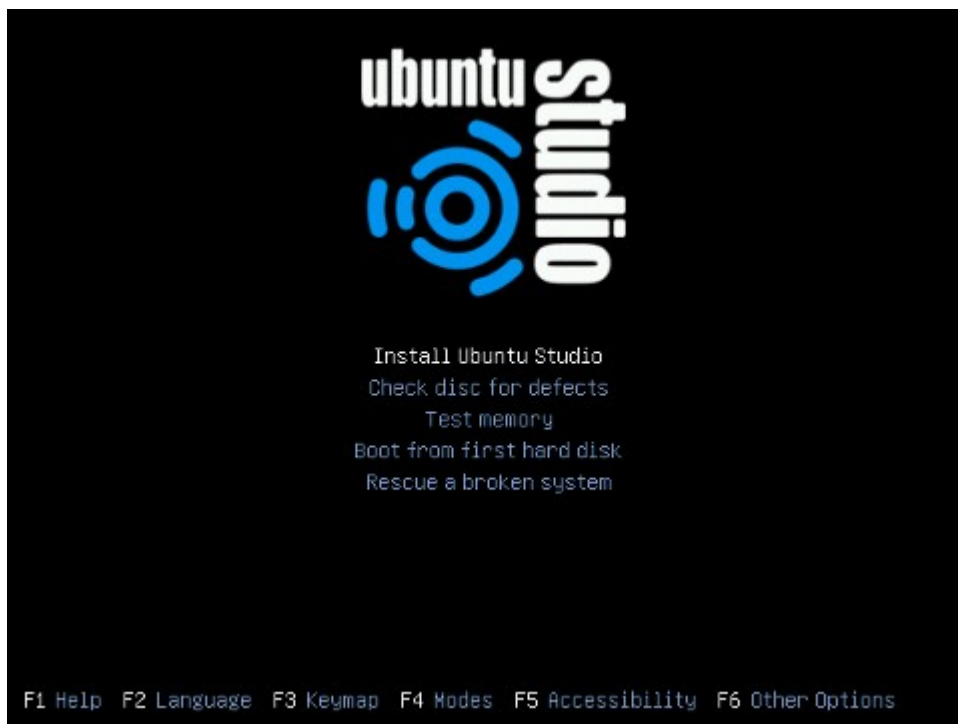 ubuntu studio
Install Ubuntu Studio
Check disc for defects
Test memory
Boot from first hard disk
Rescue a broken system
F1 Help F2 Language F3 Keymap F4 Modes F5 Accessibility F6 Other Options